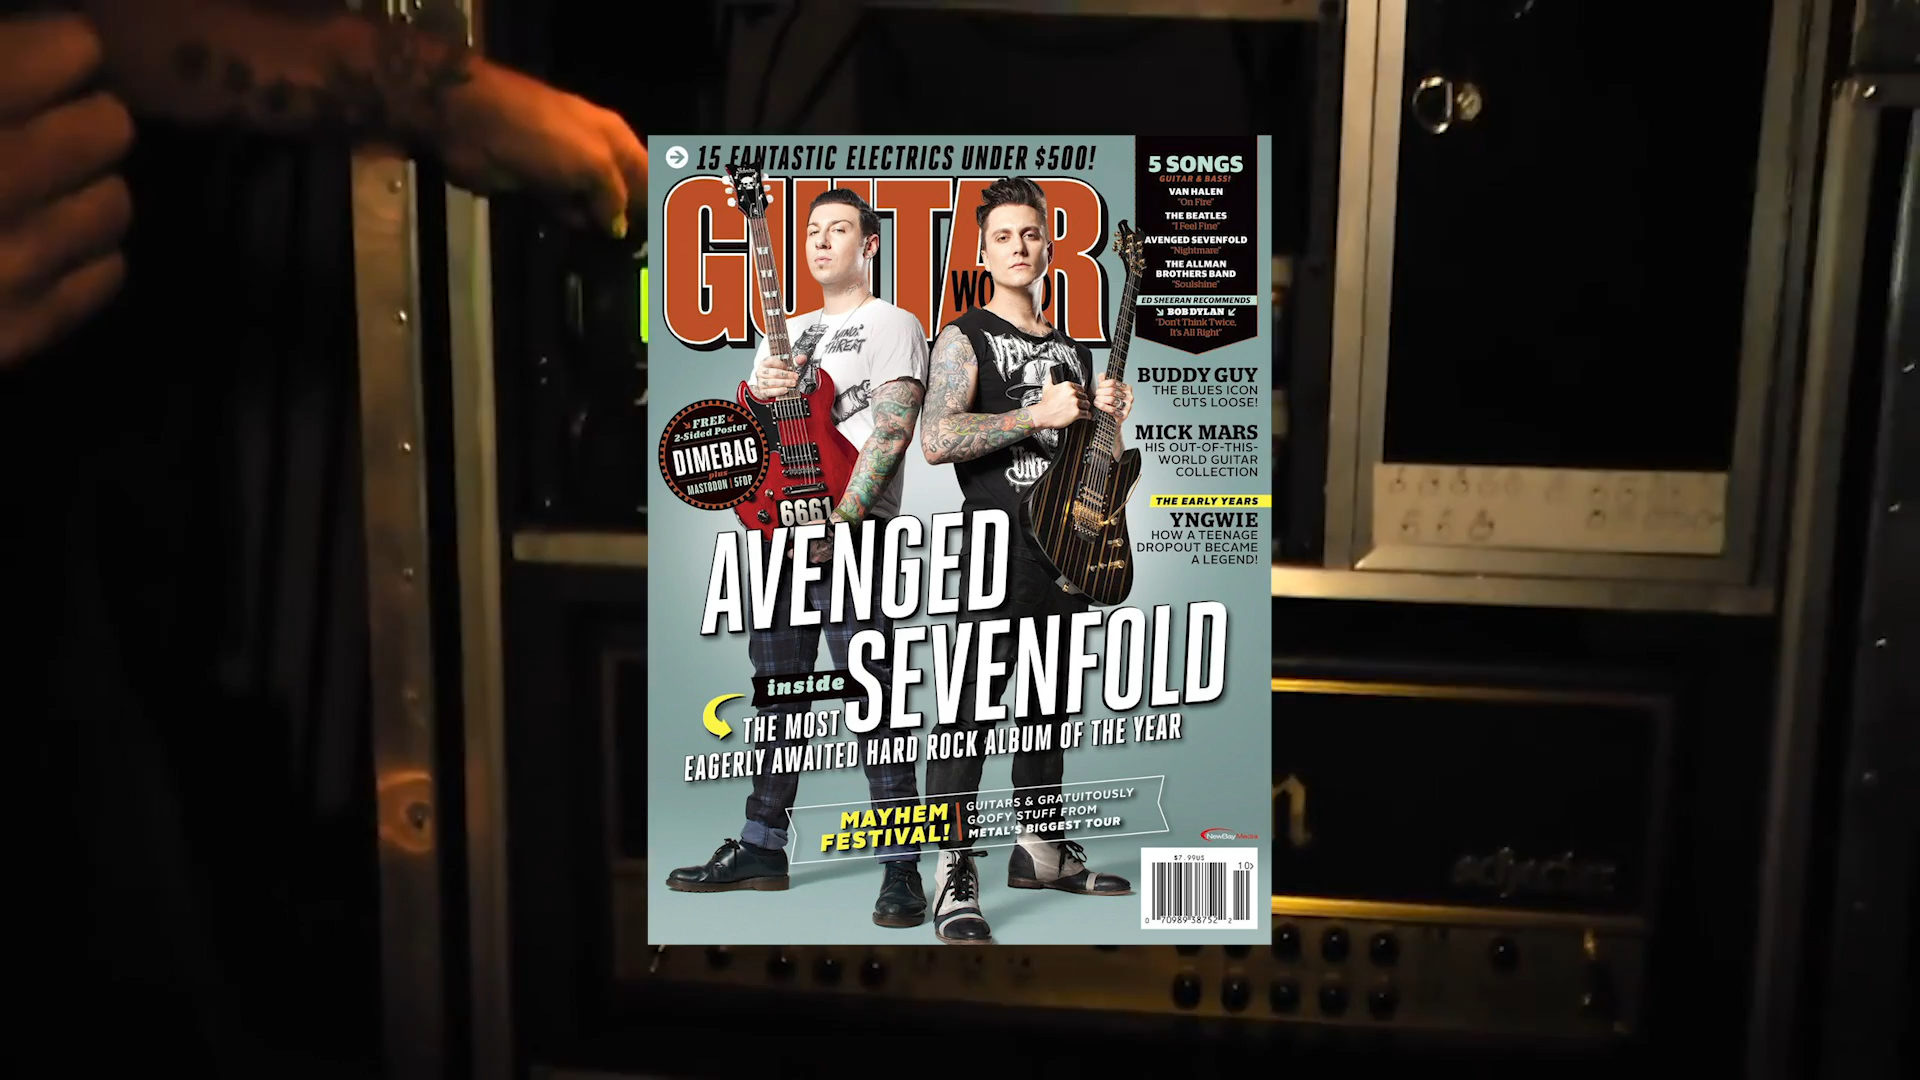 15 FANTASTIC ELECTRICS UNDER $500!
GUITAR
WORLD
5 SONGS
GUITAR & BASS!
VAN HALEN
"On Fire"
THE BEATLES
"I Feel Fine"
AVENGED SEVENFOLD
"Nightmare"
THE ALLMAN
BROTHERS BAND
"Soulshine"
ED SHEERAN RECOMMENDS
BOB DYLAN
"Don't Think Twice,
It's All Right"
MINOR
THREAT
BUDDY GUY
THE BLUES ICON
CUTS LOOSE!
MICK MARS
HIS OUT-OF-THIS-
WORLD GUITAR
COLLECTION
THE EARLY YEARS
YNGWIE
HOW A TEENAGE
DROPOUT BECAME
A LEGEND!
FREE
2-Sided Poster
DIMEBAG
plus
MASTODON | 5FDP
6661
AVENGED
SEVENFOLD
inside
THE MOST
EAGERLY AWAITED HARD ROCK ALBUM OF THE YEAR
MAYHEM
FESTIVAL!
GUITARS & GRATUITOUSLY
GOOFY STUFF FROM
METAL'S BIGGEST TOUR
NewBay Media
$7.99US
10>
0 70989 38752 2